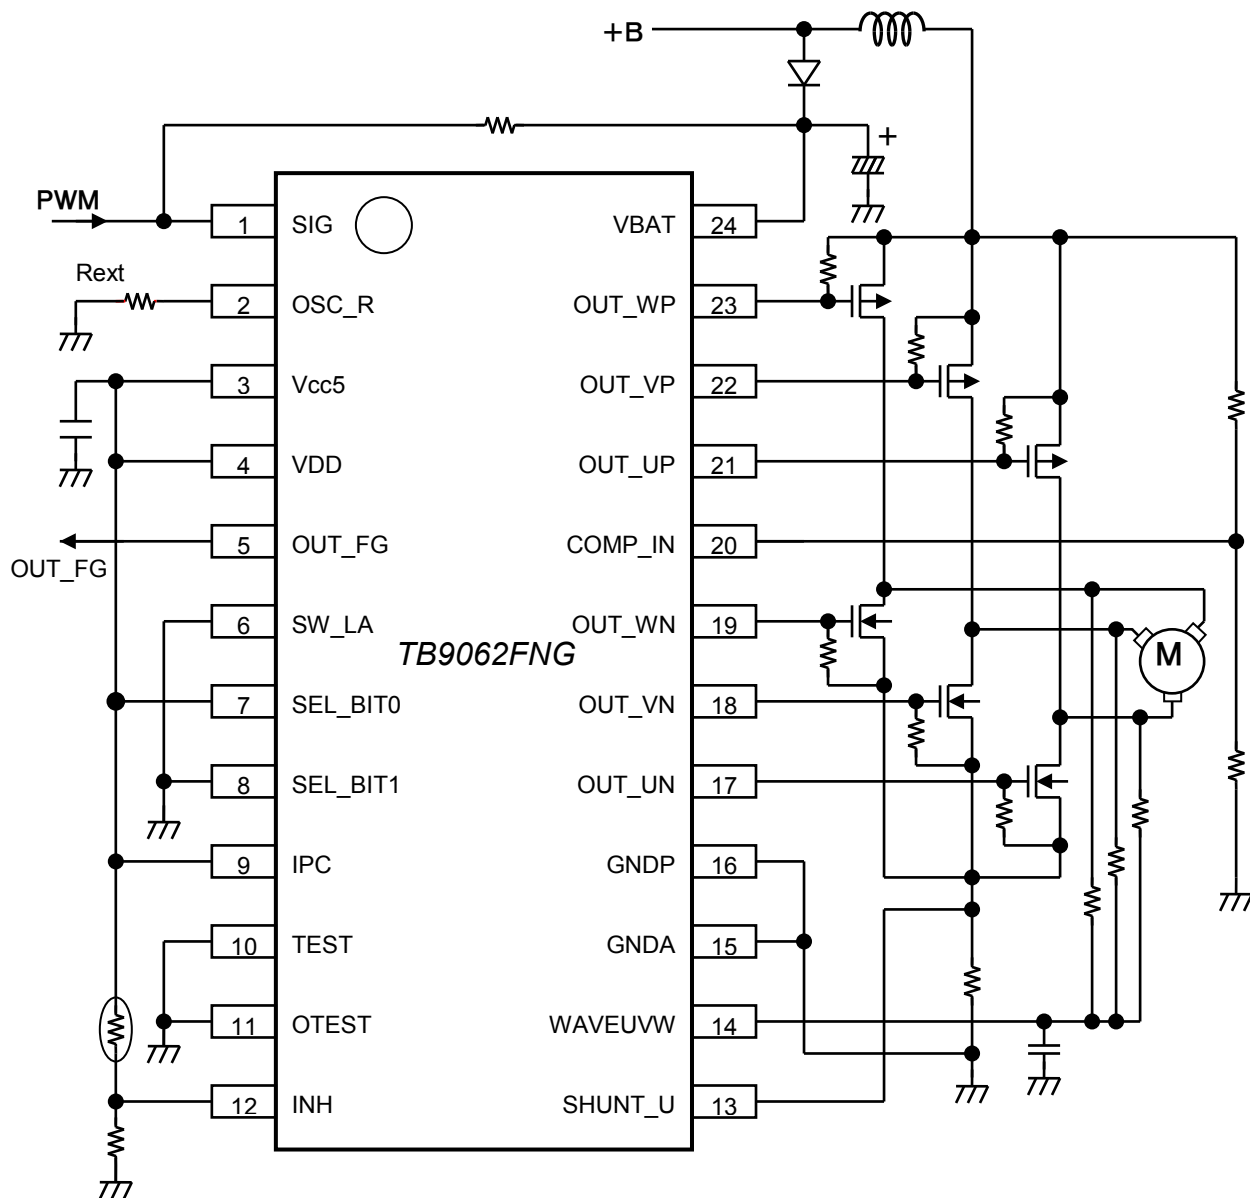 +B
+
PWM
1 SIG VBAT 24
Rext
2 OSC_R OUT_WP 23
3 Vcc5 OUT_VP 22
4 VDD OUT_UP 21
5 OUT_FG COMP_IN 20
OUT_FG
6 SW_LA OUT_WN 19
TB9062FNG
M
7 SEL_BIT0 OUT_VN 18
8 SEL_BIT1 OUT_UN 17
9 IPC GNDP 16
10 TEST GNDA 15
11 OTEST WAVEUVW 14
12 INH SHUNT_U 13